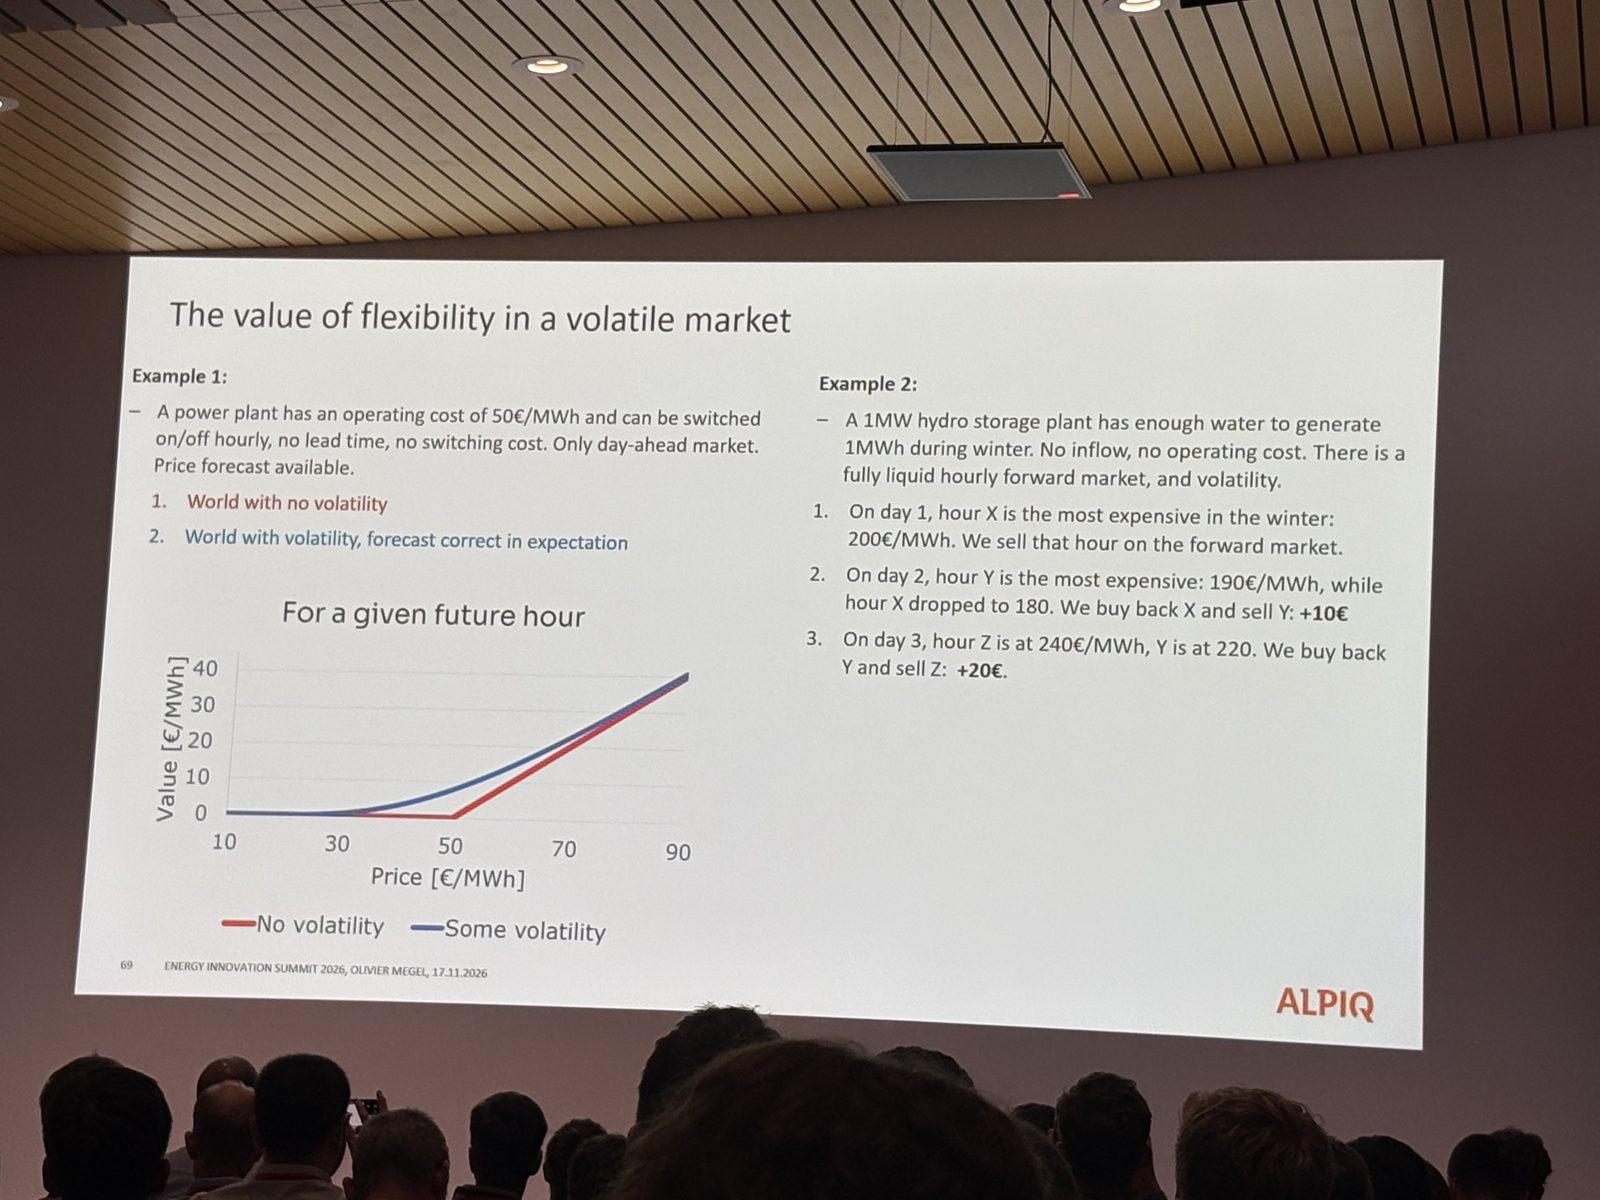 The value of flexibility in a volatile market
Example 1:
– A power plant has an operating cost of 50€/MWh and can be switched
on/off hourly, no lead time, no switching cost. Only day-ahead market.
Price forecast available.
1. World with no volatility
2. World with volatility, forecast correct in expectation
For a given future hour
Value [€/MWh]
40
30
20
10
0
10 30 50 70 90
Price [€/MWh]
No volatility Some volatility
Example 2:
– A 1MW hydro storage plant has enough water to generate
1MWh during winter. No inflow, no operating cost. There is a
fully liquid hourly forward market, and volatility.
1. On day 1, hour X is the most expensive in the winter:
200€/MWh. We sell that hour on the forward market.
2. On day 2, hour Y is the most expensive: 190€/MWh, while
hour X dropped to 180. We buy back X and sell Y: +10€
3. On day 3, hour Z is at 240€/MWh, Y is at 220. We buy back
Y and sell Z: +20€.
69 ENERGY INNOVATION SUMMIT 2026, OLIVIER MEGEL, 17.11.2026
ALPIQ